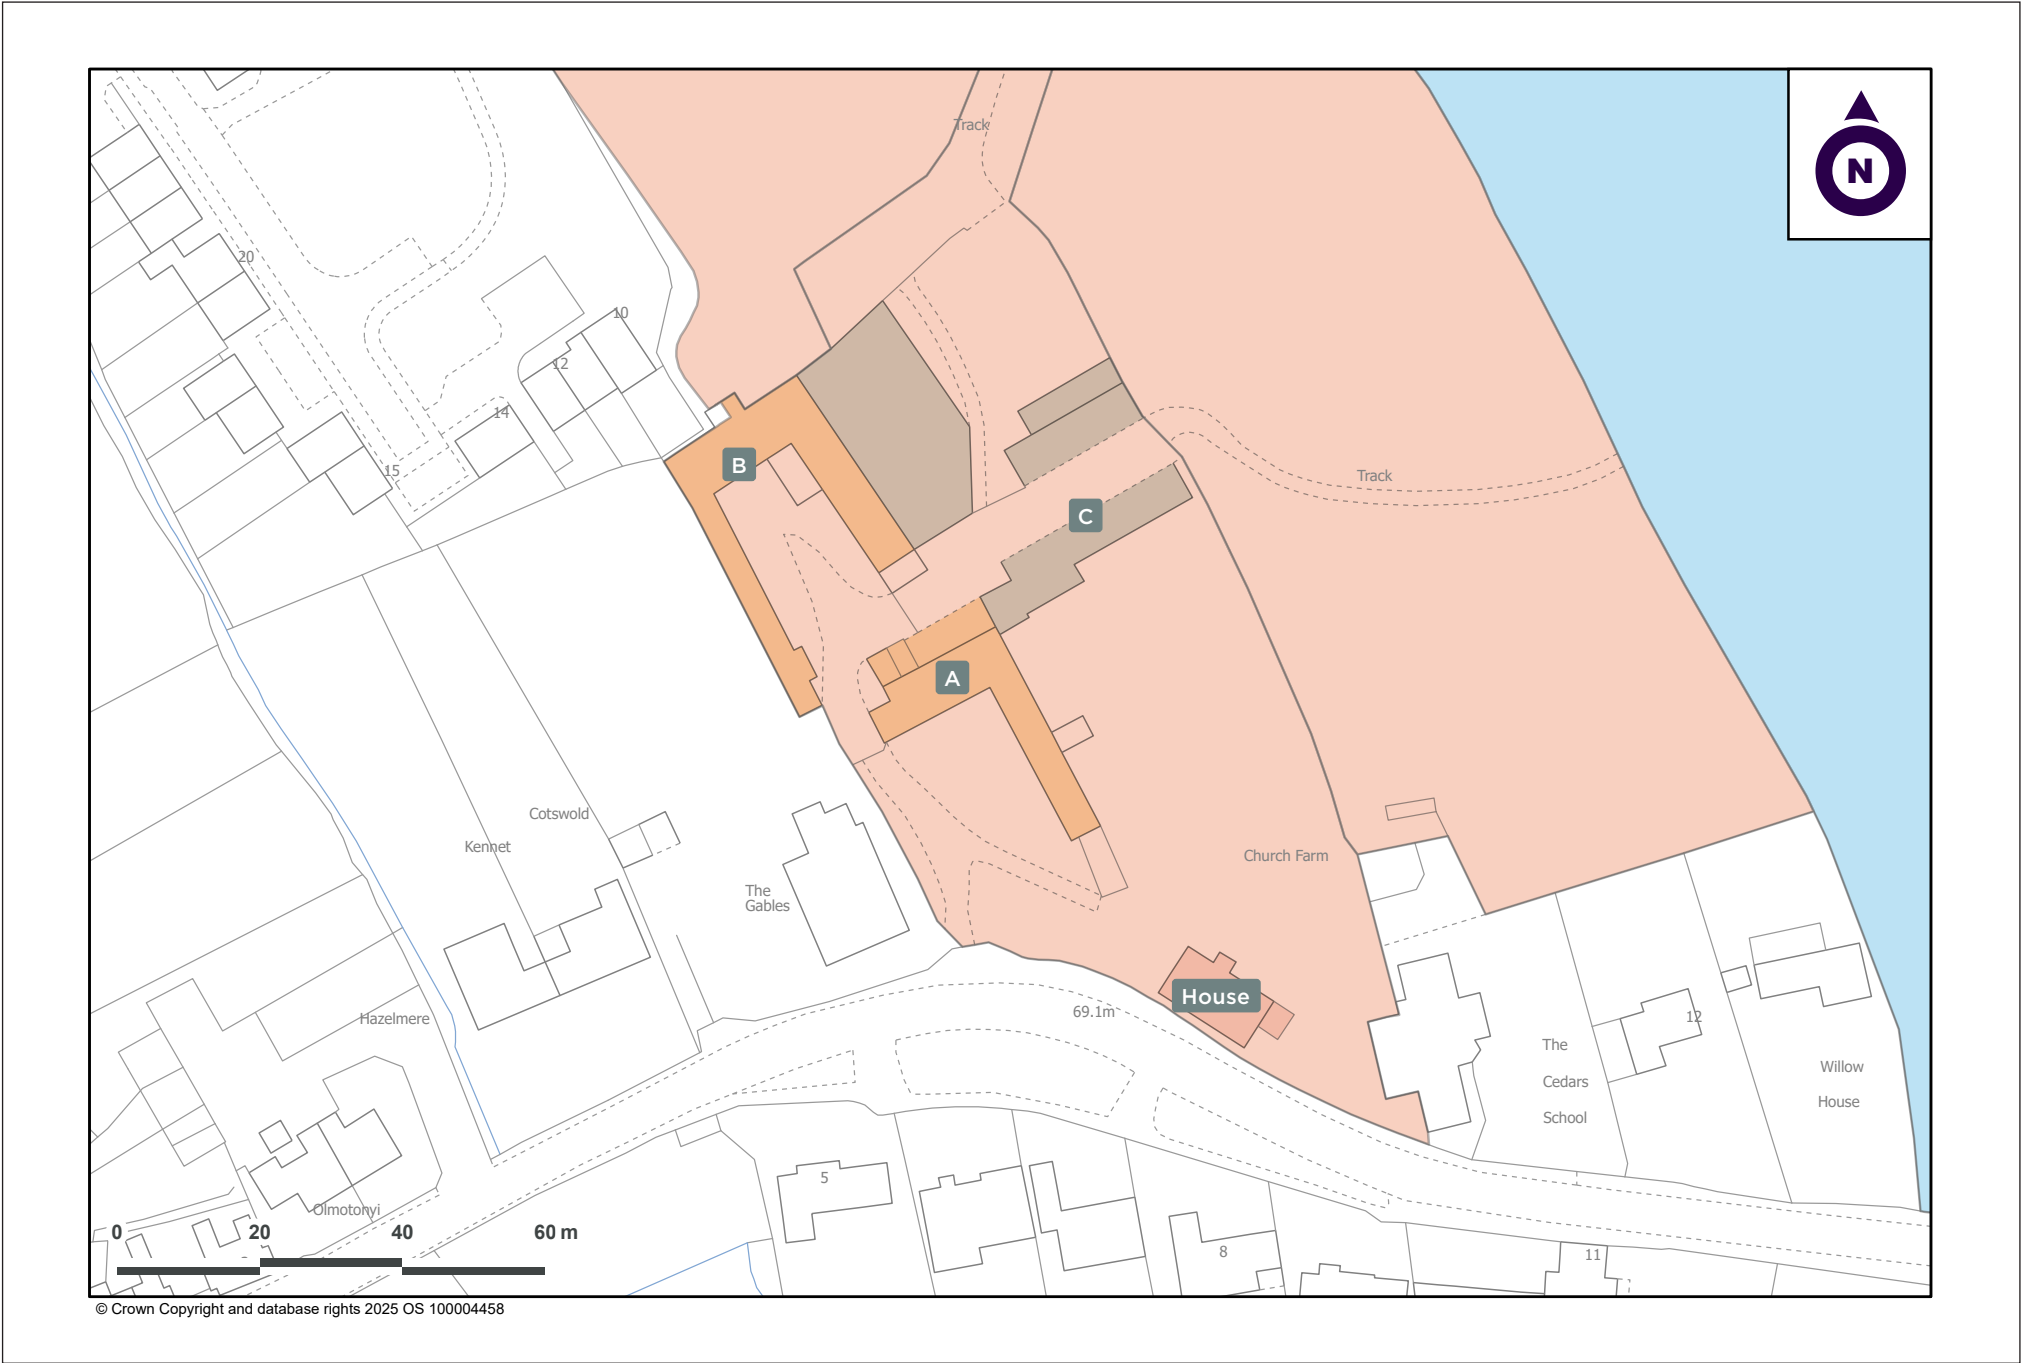 Track
N
20
10
12
14
15
B
Track
C
A
Cotswold
Kennet
The
Gables
Church Farm
House
69.1m
Hazelmere
12
The
Cedars
School
Willow
House
5
Olmotonyi
8
11
0 20 40 60 m
© Crown Copyright and database rights 2025 OS 100004458